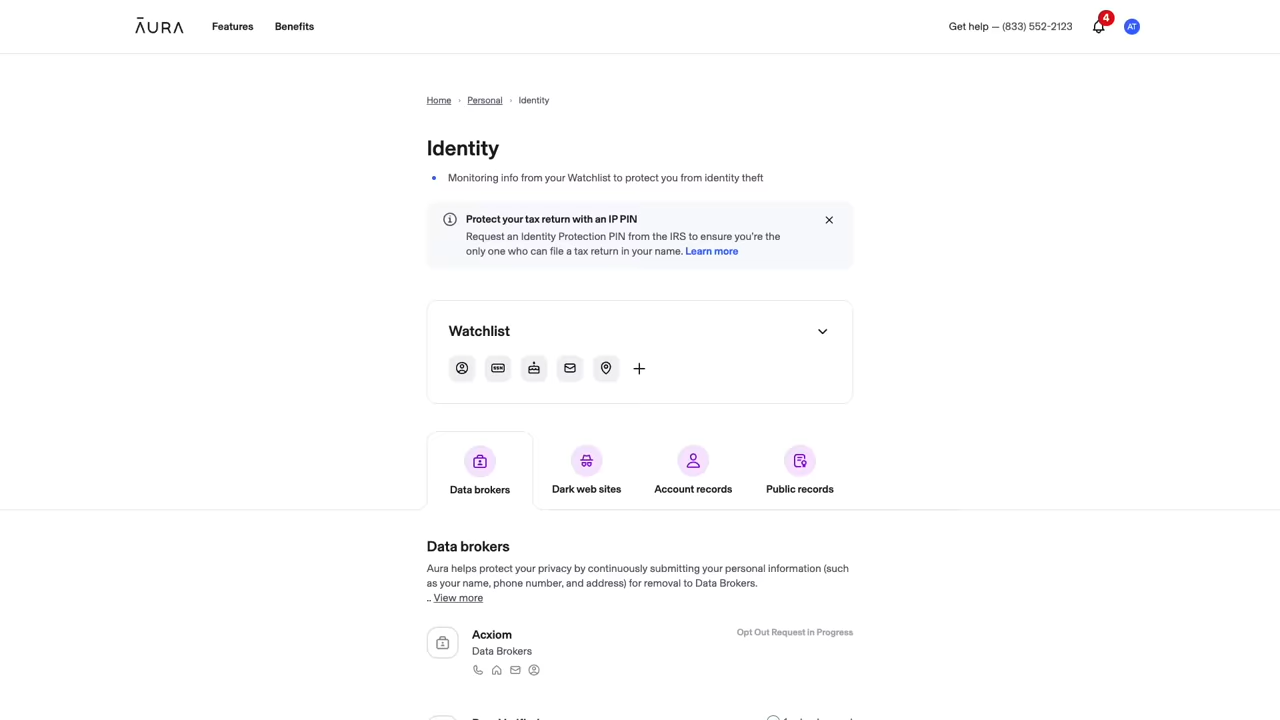 ĀURA
Features
Benefits
Get help — (833) 552-2123
4
AT
Home › Personal › Identity
Identity
• Monitoring info from your Watchlist to protect you from identity theft
Protect your tax return with an IP PIN
Request an Identity Protection PIN from the IRS to ensure you're the
only one who can file a tax return in your name. Learn more
Watchlist
SSN
Data brokers
Dark web sites
Account records
Public records
Data brokers
Aura helps protect your privacy by continuously submitting your personal information (such
as your name, phone number, and address) for removal to Data Brokers.
.. View more
Acxiom
Opt Out Request in Progress
Data Brokers